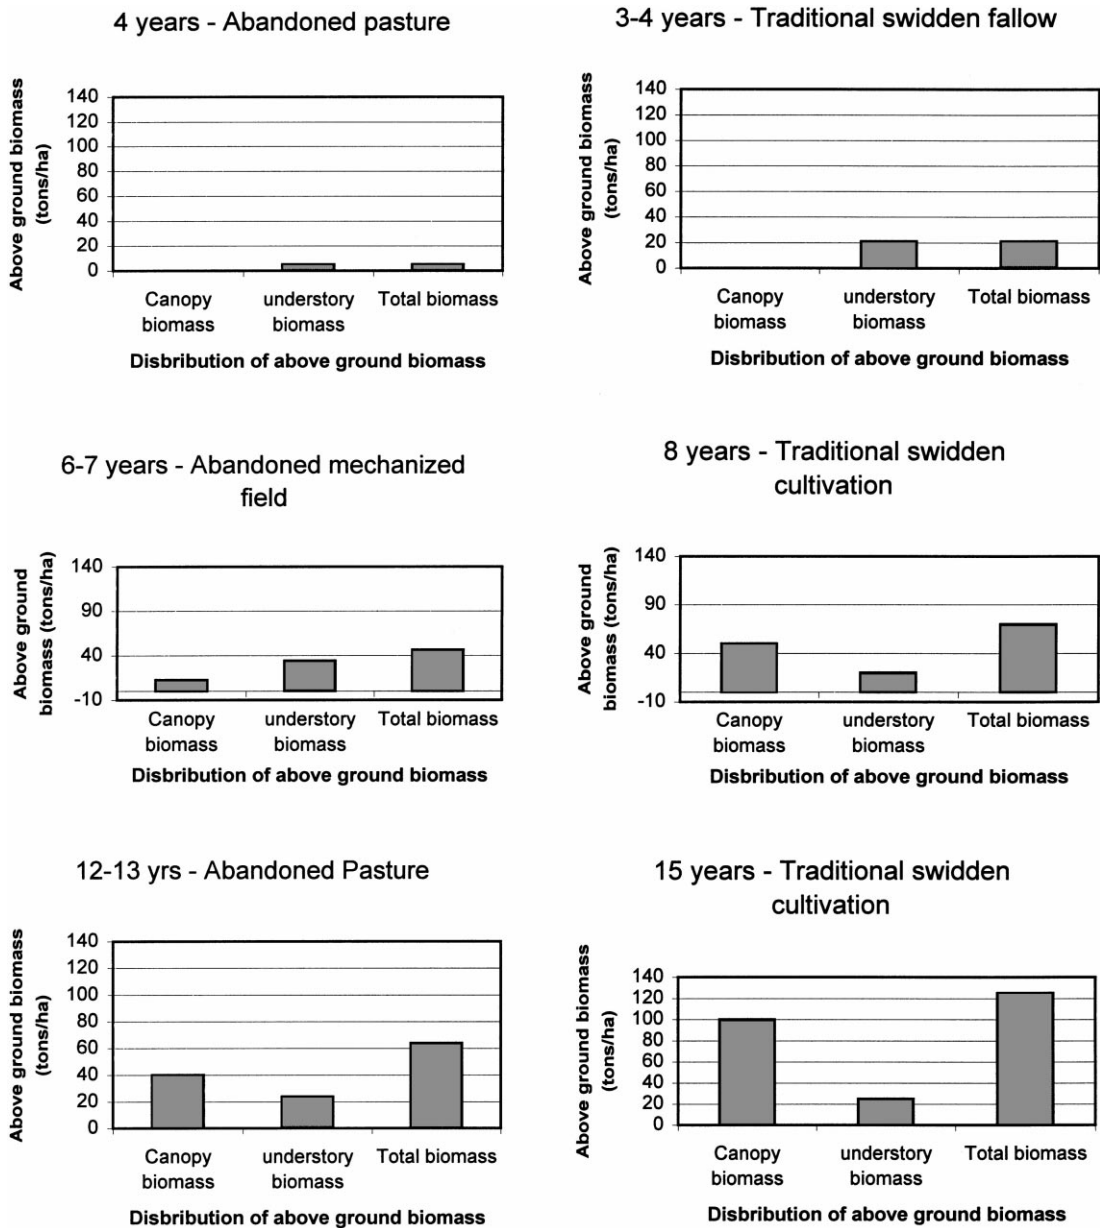 4 years - Abandoned pasture
Above ground biomass
(tons/ha)
140
120
100
80
60
40
20
0
Canopy
biomass
understory
biomass
Total biomass
Disbribution of above ground biomass
3-4 years - Traditional swidden fallow
Above ground biomass
(tons/ha)
140
120
100
80
60
40
20
0
Canopy
biomass
understory
biomass
Total biomass
Disbribution of above ground biomass
6-7 years - Abandoned mechanized
field
Above ground
biomass (tons/ha)
140
90
40
-10
Canopy
biomass
understory
biomass
Total biomass
Disbribution of above ground biomass
8 years - Traditional swidden
cultivation
Above ground
biomass (tons/ha)
140
90
40
-10
Canopy
biomass
understory
biomass
Total biomass
Disbribution of above ground biomass
12-13 yrs - Abandoned Pasture
Above ground biomass
(tons/ha)
140
120
100
80
60
40
20
0
Canopy
biomass
understory
biomass
Total biomass
Disbribution of above ground biomass
15 years - Traditional swidden
cultivation
Above ground biomass
(tons/ha)
140
120
100
80
60
40
20
0
Canopy
biomass
understory
biomass
Total biomass
Disbribution of above ground biomass